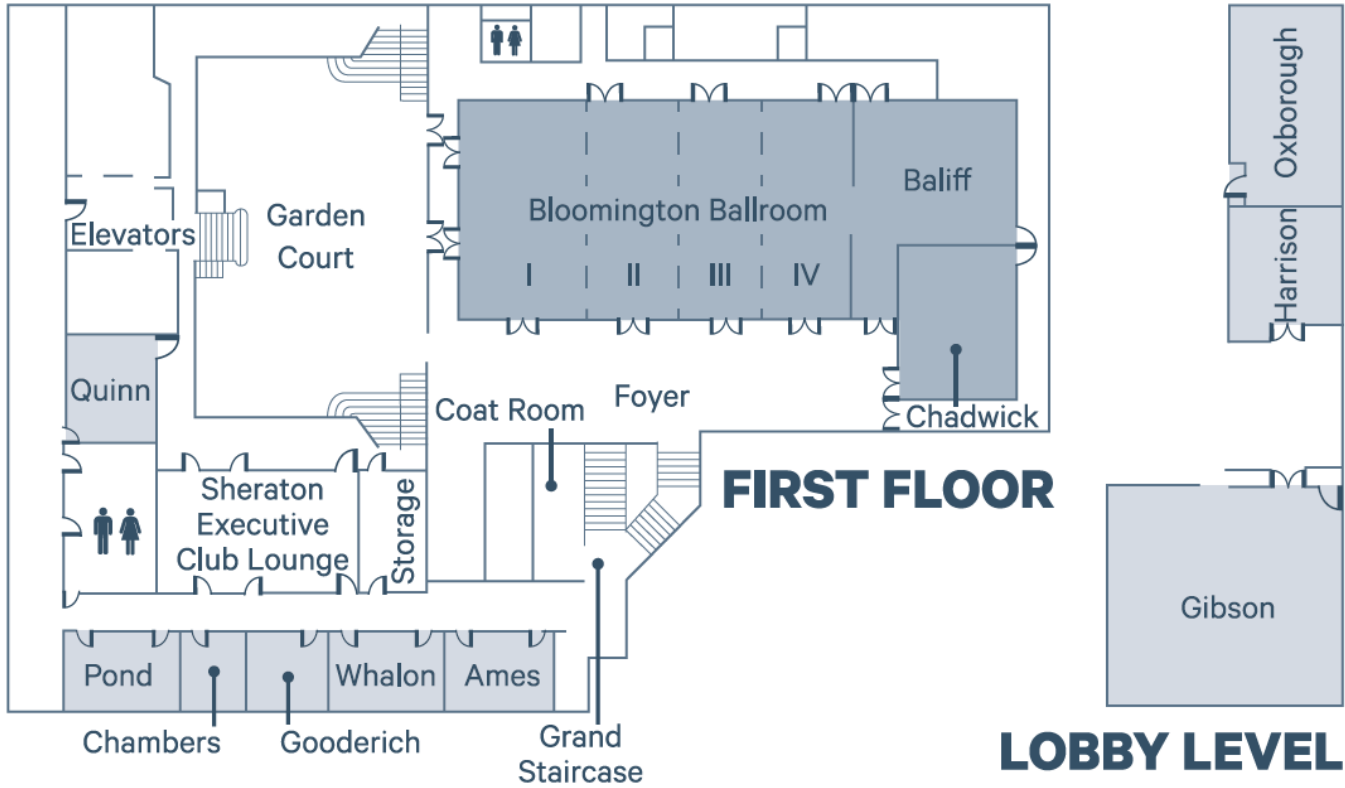 Elevators
Garden
Court
Bloomington Ballroom
I
II
III
IV
Baliff
Chadwick
Quinn
Coat Room
Foyer
Sheraton
Executive
Club Lounge
Storage
FIRST FLOOR
Pond
Chambers
Gooderich
Whalon
Ames
Grand
Staircase
Oxborough
Harrison
Gibson
LOBBY LEVEL